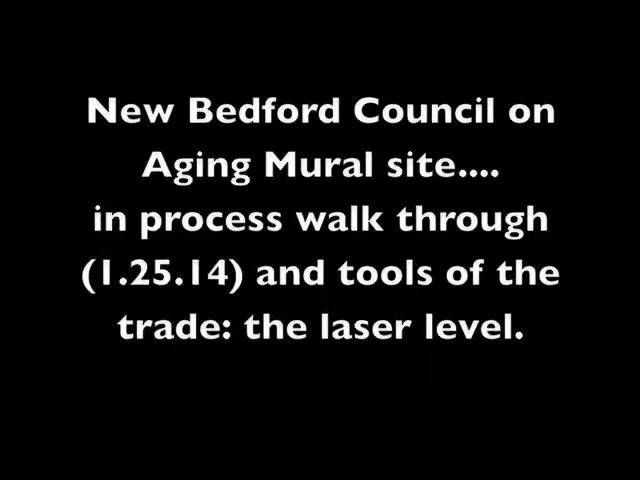 New Bedford Council on
Aging Mural site....
in process walk through
(1.25.14) and tools of the
trade: the laser level.